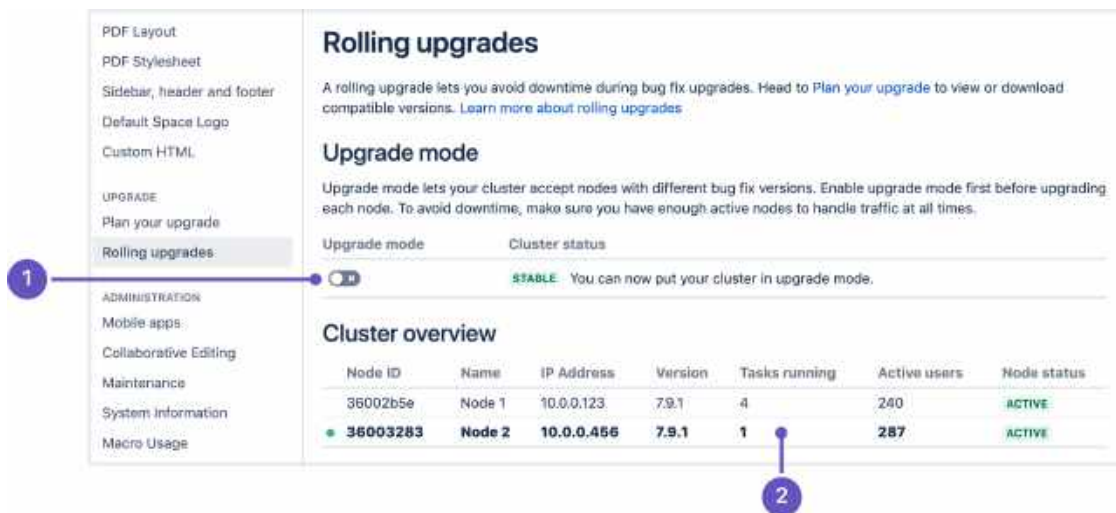 PDF Layout
PDF Stylesheet
Sidebar, header and footer
Default Space Logo
Custom HTML
UPGRADE
Plan your upgrade
Rolling upgrades
ADMINISTRATION
Mobile apps
Collaborative Editing
Maintenance
System Information
Macro Usage
Rolling upgrades
A rolling upgrade lets you avoid downtime during bug fix upgrades. Head to Plan your upgrade to view or download
compatible versions. Learn more about rolling upgrades
Upgrade mode
Upgrade mode lets your cluster accept nodes with different bug fix versions. Enable upgrade mode first before upgrading
each node. To avoid downtime, make sure you have enough active nodes to handle traffic at all times.
Upgrade mode Cluster status
1
STABLE You can now put your cluster in upgrade mode.
Cluster overview
Node ID Name IP Address Version Tasks running Active users Node status
36002b5e Node 1 10.0.0.123 7.9.1 4 240 ACTIVE
36003283 Node 2 10.0.0.456 7.9.1 1 287 ACTIVE
2